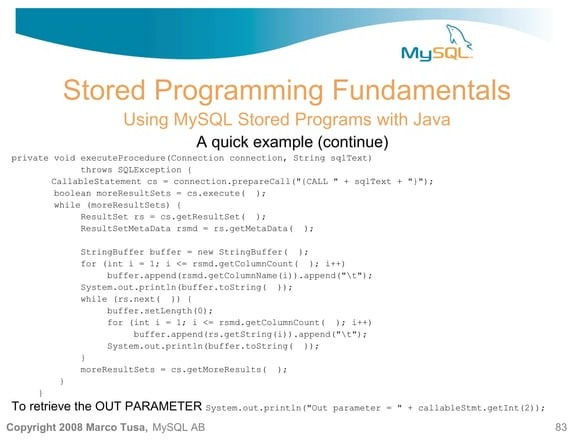 MySQL
Stored Programming Fundamentals
Using MySQL Stored Programs with Java
A quick example (continue)
private void executeProcedure(Connection connection, String sqlText)
throws SQLException {
CallableStatement cs = connection.prepareCall("{CALL " + sqlText + "}");
boolean moreResultSets = cs.execute( );
while (moreResultSets) {
ResultSet rs = cs.getResultSet( );
ResultSetMetaData rsmd = rs.getMetaData( );
StringBuffer buffer = new StringBuffer( );
for (int i = 1; i <= rsmd.getColumnCount( ); i++)
buffer.append(rsmd.getColumnName(i)).append("\t");
System.out.println(buffer.toString( ));
while (rs.next( )) {
buffer.setLength(0);
for (int i = 1; i <= rsmd.getColumnCount( ); i++)
buffer.append(rs.getString(i)).append("\t");
System.out.println(buffer.toString( ));
}
moreResultSets = cs.getMoreResults( );
}
}
To retrieve the OUT PARAMETER System.out.println("Out parameter = " + callableStmt.getInt(2));
Copyright 2008 Marco Tusa, MySQL AB 83